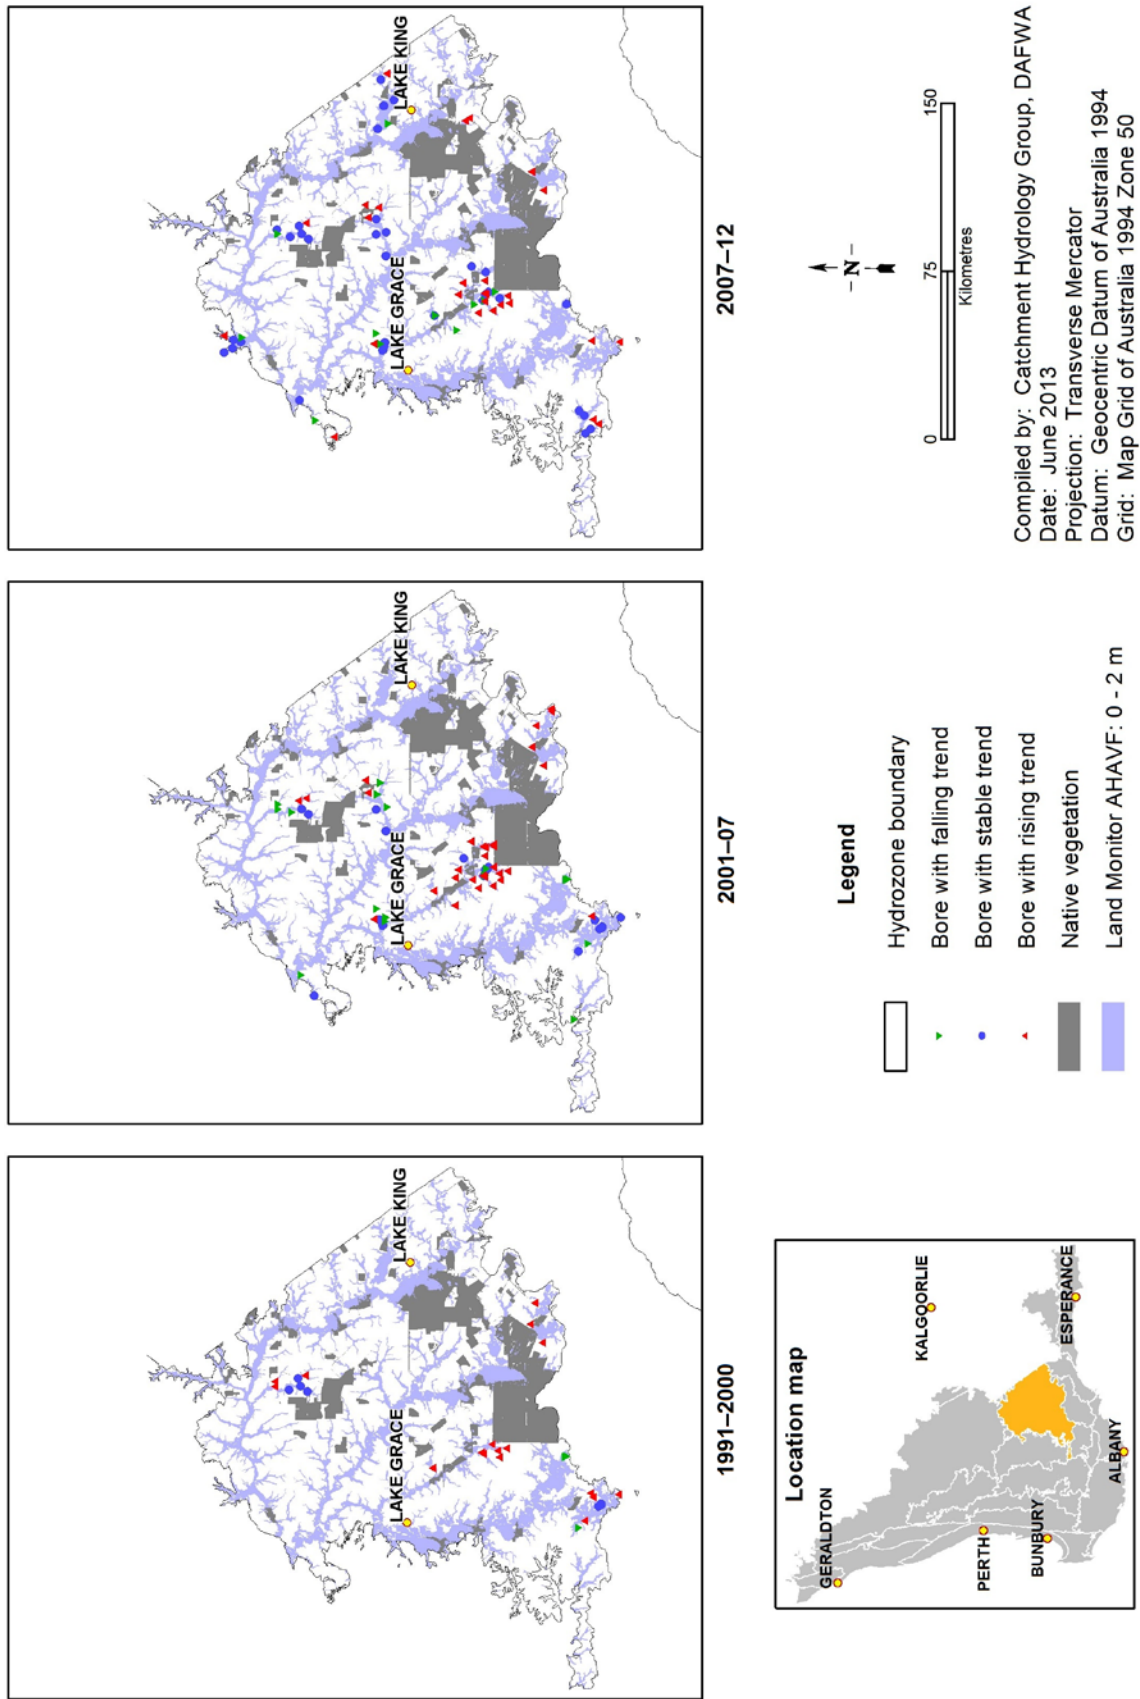 LAKE GRACE
LAKE KING
1991–2000
LAKE GRACE
LAKE KING
2001–07
LAKE GRACE
LAKE KING
2007–12
Location map
GERALDTON
KALGOORLIE
PERTH
BUNBURY
ESPERANCE
ALBANY
Legend
Hydrozone boundary
Bore with falling trend
Bore with stable trend
Bore with rising trend
Native vegetation
Land Monitor AHAVF: 0 - 2 m
– N –
0 75 150
Kilometres
Compiled by: Catchment Hydrology Group, DAFWA
Date: June 2013
Projection: Transverse Mercator
Datum: Geocentric Datum of Australia 1994
Grid: Map Grid of Australia 1994 Zone 50